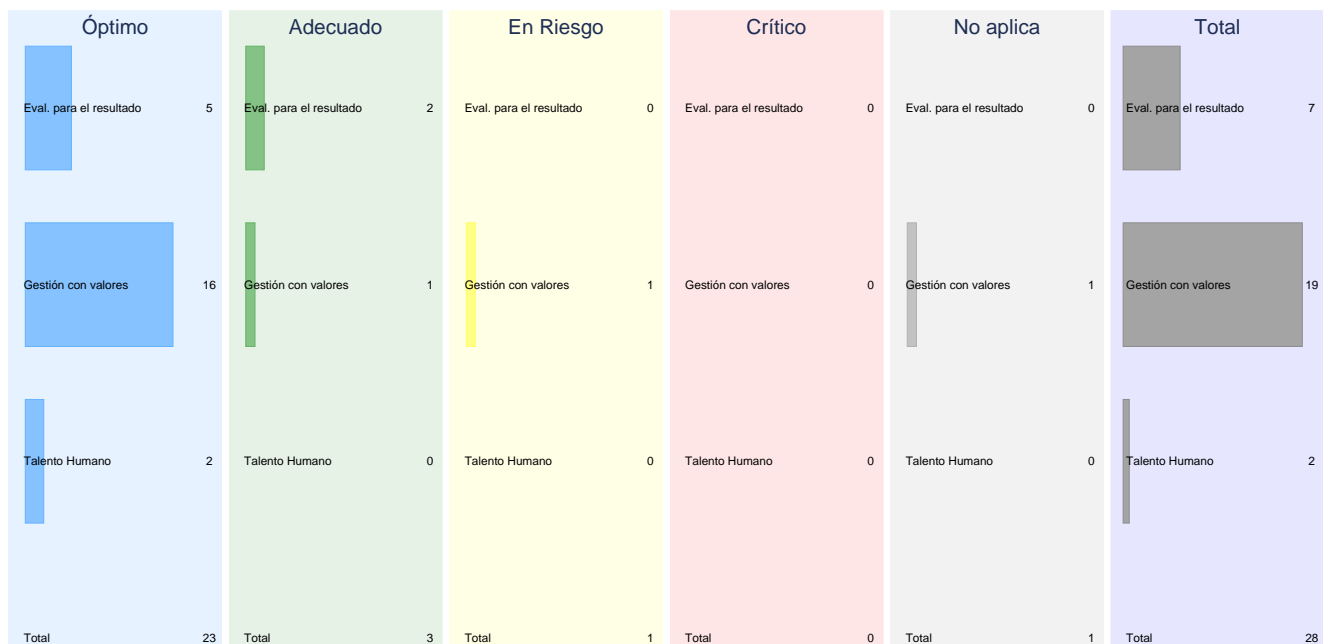 Óptimo Adecuado En Riesgo Crítico No aplica Total
Eval. para el resultado 5 Eval. para el resultado 2 Eval. para el resultado 0 Eval. para el resultado 0 Eval. para el resultado 0 Eval. para el resultado 7
Gestión con valores 16 Gestión con valores 1 Gestión con valores 1 Gestión con valores 0 Gestión con valores 1 Gestión con valores 19
Talento Humano 2 Talento Humano 0 Talento Humano 0 Talento Humano 0 Talento Humano 0 Talento Humano 2
Total 23 Total 3 Total 1 Total 0 Total 1 Total 28